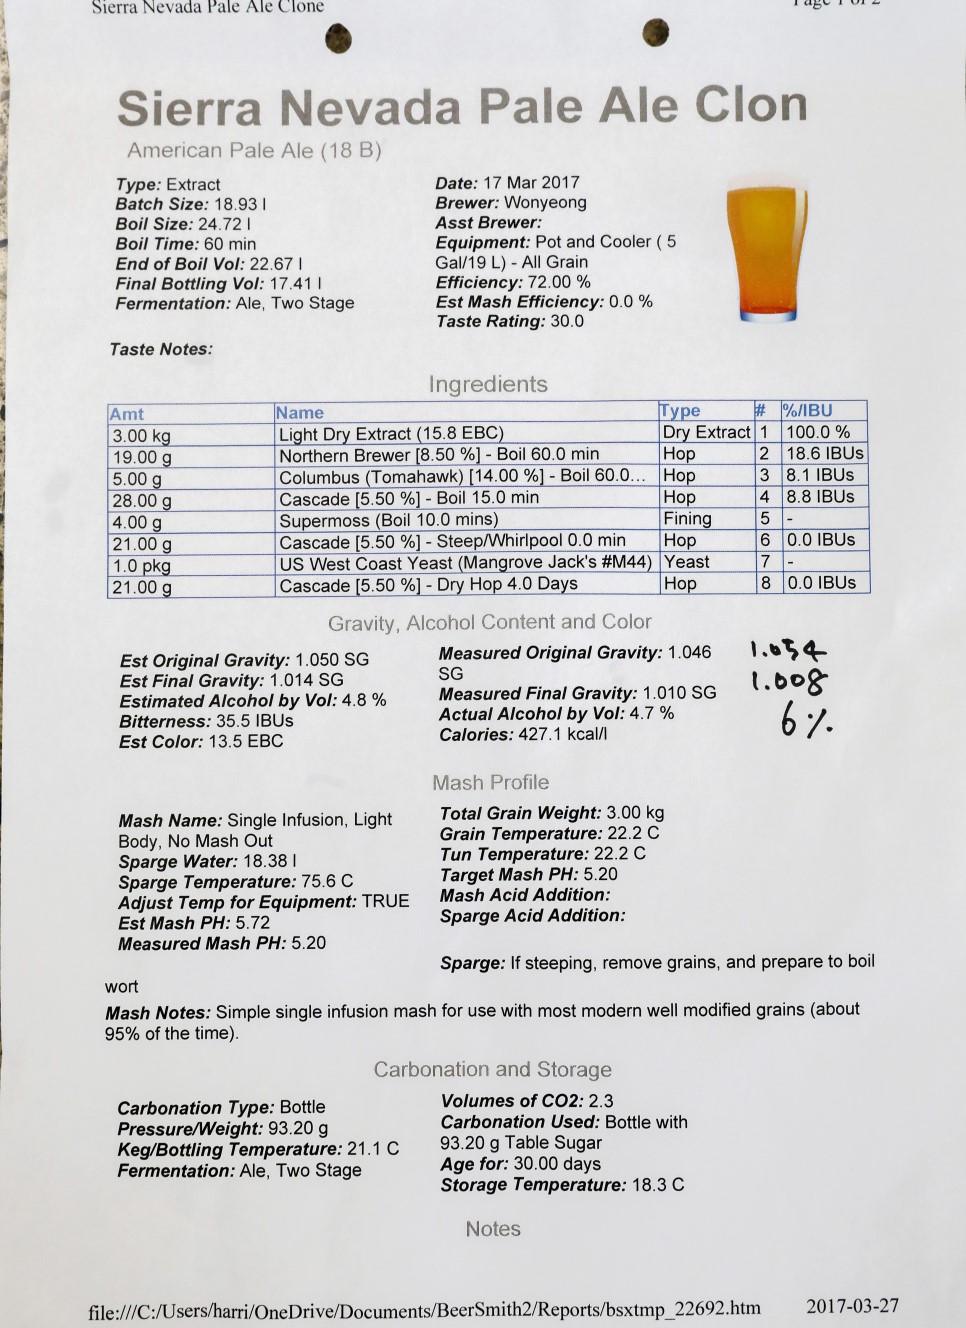 Sierra Nevada Pale Ale Clone
Page 1 of 2
Sierra Nevada Pale Ale Clon
American Pale Ale (18 B)
Type: Extract
Batch Size: 18.93 l
Boil Size: 24.72 l
Boil Time: 60 min
End of Boil Vol: 22.67 l
Final Bottling Vol: 17.41 l
Fermentation: Ale, Two Stage
Date: 17 Mar 2017
Brewer: Wonyeong
Asst Brewer:
Equipment: Pot and Cooler ( 5
Gal/19 L) - All Grain
Efficiency: 72.00 %
Est Mash Efficiency: 0.0 %
Taste Rating: 30.0
Taste Notes:
Ingredients
Amt Name Type # %/IBU
3.00 kg Light Dry Extract (15.8 EBC) Dry Extract 1 100.0 %
19.00 g Northern Brewer [8.50 %] - Boil 60.0 min Hop 2 18.6 IBUs
5.00 g Columbus (Tomahawk) [14.00 %] - Boil 60.0... Hop 3 8.1 IBUs
28.00 g Cascade [5.50 %] - Boil 15.0 min Hop 4 8.8 IBUs
4.00 g Supermoss (Boil 10.0 mins) Fining 5 -
21.00 g Cascade [5.50 %] - Steep/Whirlpool 0.0 min Hop 6 0.0 IBUs
1.0 pkg US West Coast Yeast (Mangrove Jack's #M44) Yeast 7 -
21.00 g Cascade [5.50 %] - Dry Hop 4.0 Days Hop 8 0.0 IBUs
Gravity, Alcohol Content and Color
Est Original Gravity: 1.050 SG
Est Final Gravity: 1.014 SG
Estimated Alcohol by Vol: 4.8 %
Bitterness: 35.5 IBUs
Est Color: 13.5 EBC
Measured Original Gravity: 1.046
SG
Measured Final Gravity: 1.010 SG
Actual Alcohol by Vol: 4.7 %
Calories: 427.1 kcal/l
1.054
1.008
6%
Mash Profile
Mash Name: Single Infusion, Light
Body, No Mash Out
Sparge Water: 18.38 l
Sparge Temperature: 75.6 C
Adjust Temp for Equipment: TRUE
Est Mash PH: 5.72
Measured Mash PH: 5.20
Total Grain Weight: 3.00 kg
Grain Temperature: 22.2 C
Tun Temperature: 22.2 C
Target Mash PH: 5.20
Mash Acid Addition:
Sparge Acid Addition:
Sparge: If steeping, remove grains, and prepare to boil
wort
Mash Notes: Simple single infusion mash for use with most modern well modified grains (about
95% of the time).
Carbonation and Storage
Carbonation Type: Bottle
Pressure/Weight: 93.20 g
Keg/Bottling Temperature: 21.1 C
Fermentation: Ale, Two Stage
Volumes of CO2: 2.3
Carbonation Used: Bottle with
93.20 g Table Sugar
Age for: 30.00 days
Storage Temperature: 18.3 C
Notes
file:///C:/Users/harri/OneDrive/Documents/BeerSmith2/Reports/bsxtmp_22692.htm
2017-03-27